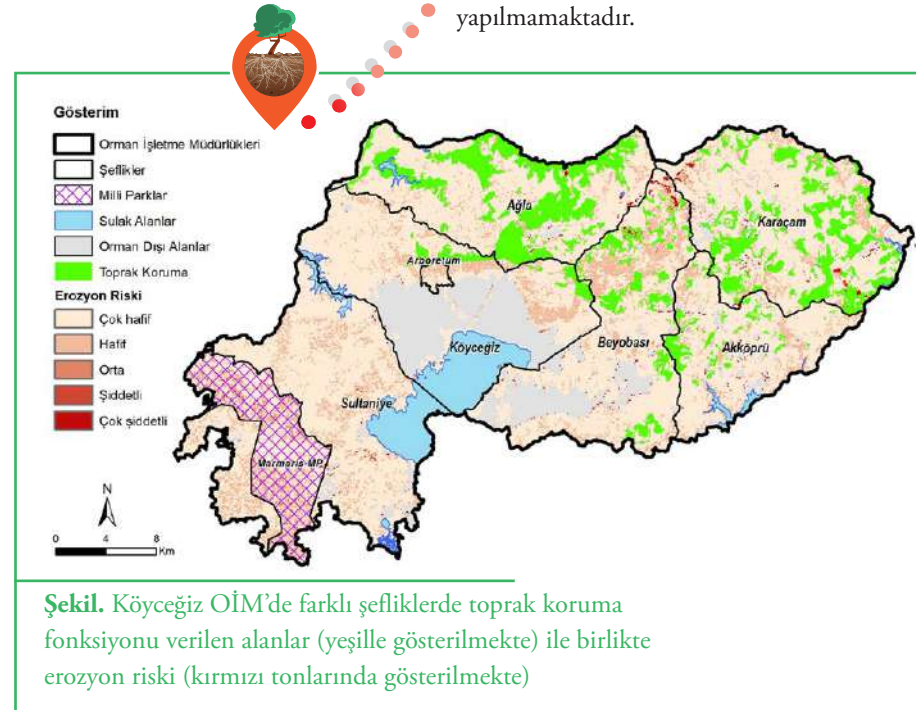 yapılmamaktadır.
Gösterim
Orman İşletme Müdürlükleri
Şeflikler
Milli Parklar
Sulak Alanlar
Orman Dışı Alanlar
Toprak Koruma
Erozyon Riski
Çok hafif
Hafif
Orta
Şiddetli
Çok şiddetli
N
0 4 8
Km
Ağla
Karaçam
Arboretum
Köyceğiz
Beyobası
Akköprü
Sultaniye
Marmaris-MP
Şekil. Köyceğiz OİM’de farklı şefliklerde toprak koruma
fonksiyonu verilen alanlar (yeşille gösterilmekte) ile birlikte
erozyon riski (kırmızı tonlarında gösterilmekte)